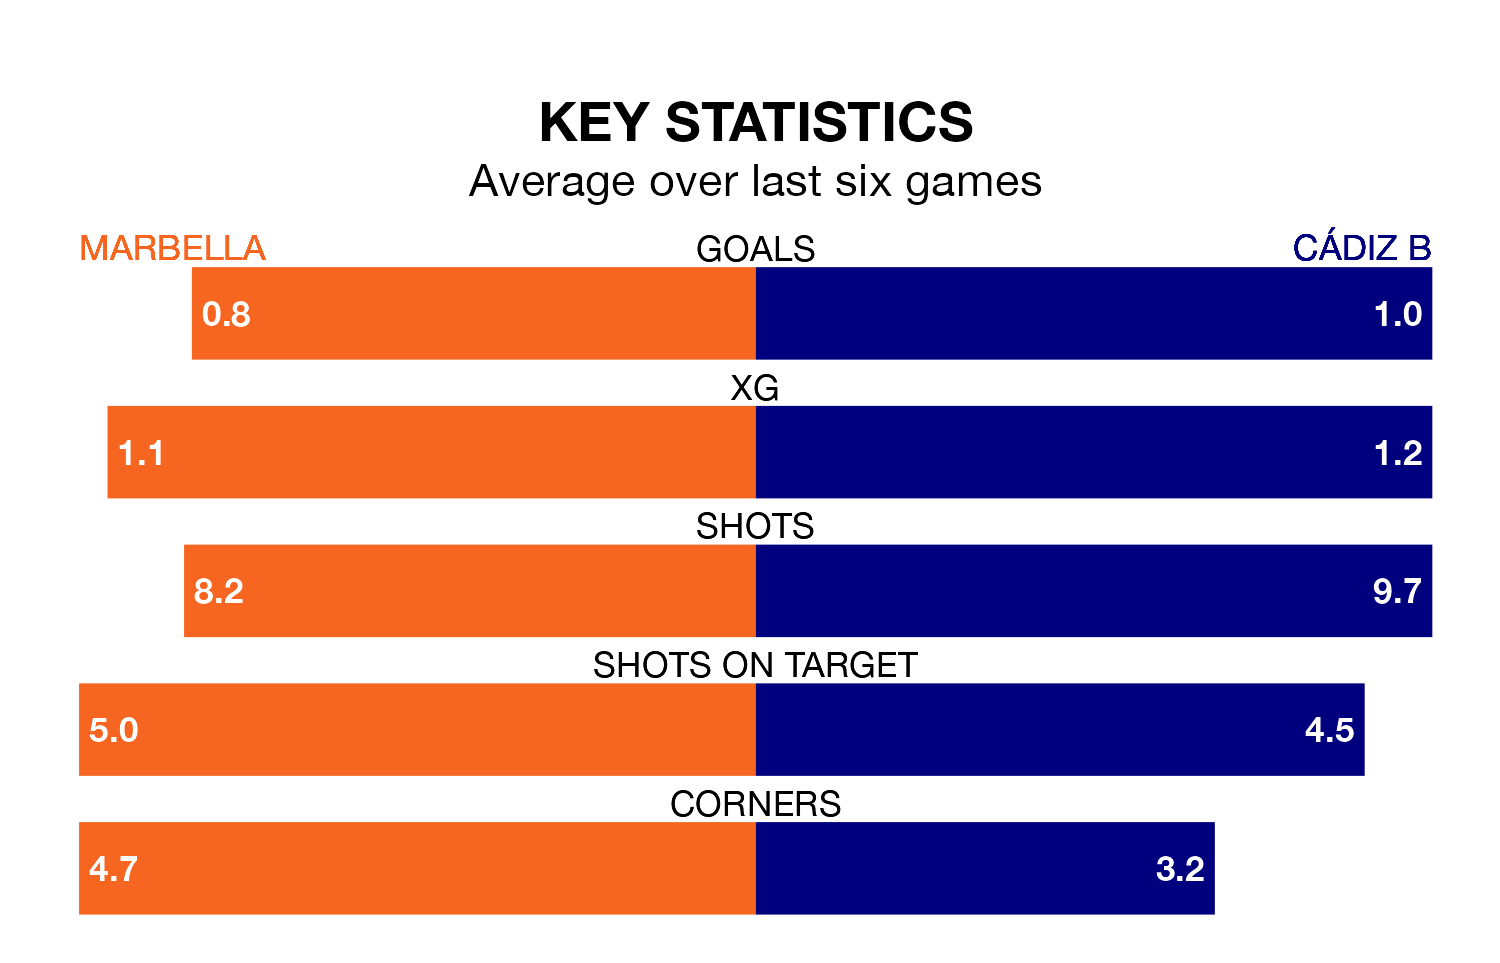 KEY STATISTICS
Average over last six games
MARBELLA GOALS CÁDIZ B
0.8 1.0
XG
1.1 1.2
SHOTS
8.2 9.7
SHOTS ON TARGET
5.0 4.5
CORNERS
4.7 3.2